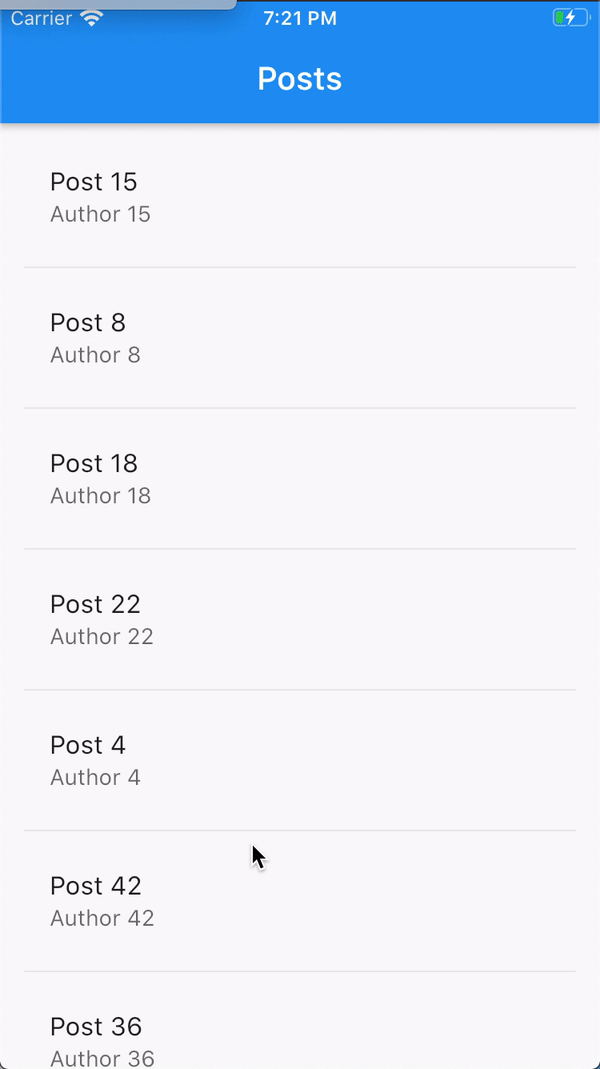 Carrier 7:21 PM
Posts
Post 15
Author 15
Post 8
Author 8
Post 18
Author 18
Post 22
Author 22
Post 4
Author 4
Post 42
Author 42
Post 36
Author 36